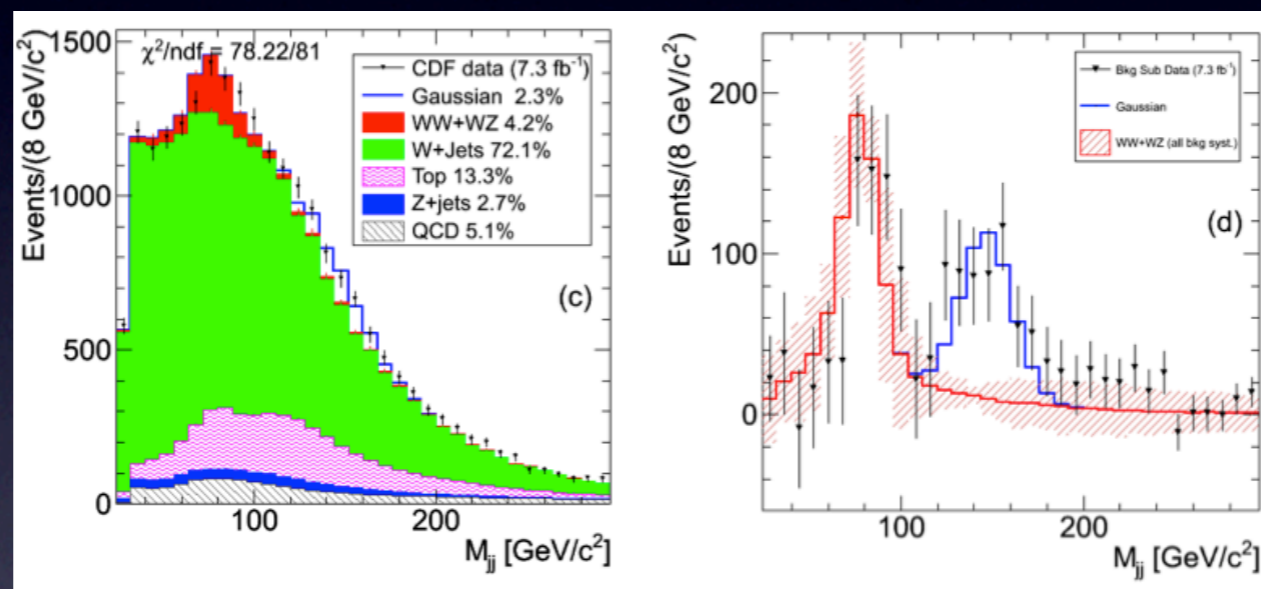 χ²/ndf = 78.22/81
CDF data (7.3 fb⁻¹)
Gaussian 2.3%
WW+WZ 4.2%
W+Jets 72.1%
Top 13.3%
Z+jets 2.7%
QCD 5.1%
(c)
Events/(8 GeV/c²)
1500
1000
500
0
100
200
M_jj [GeV/c²]
Bkg Sub Data (7.3 fb⁻¹)
Gaussian
WW+WZ (all bkg syst.)
(d)
Events/(8 GeV/c²)
200
100
0
100
200
M_jj [GeV/c²]